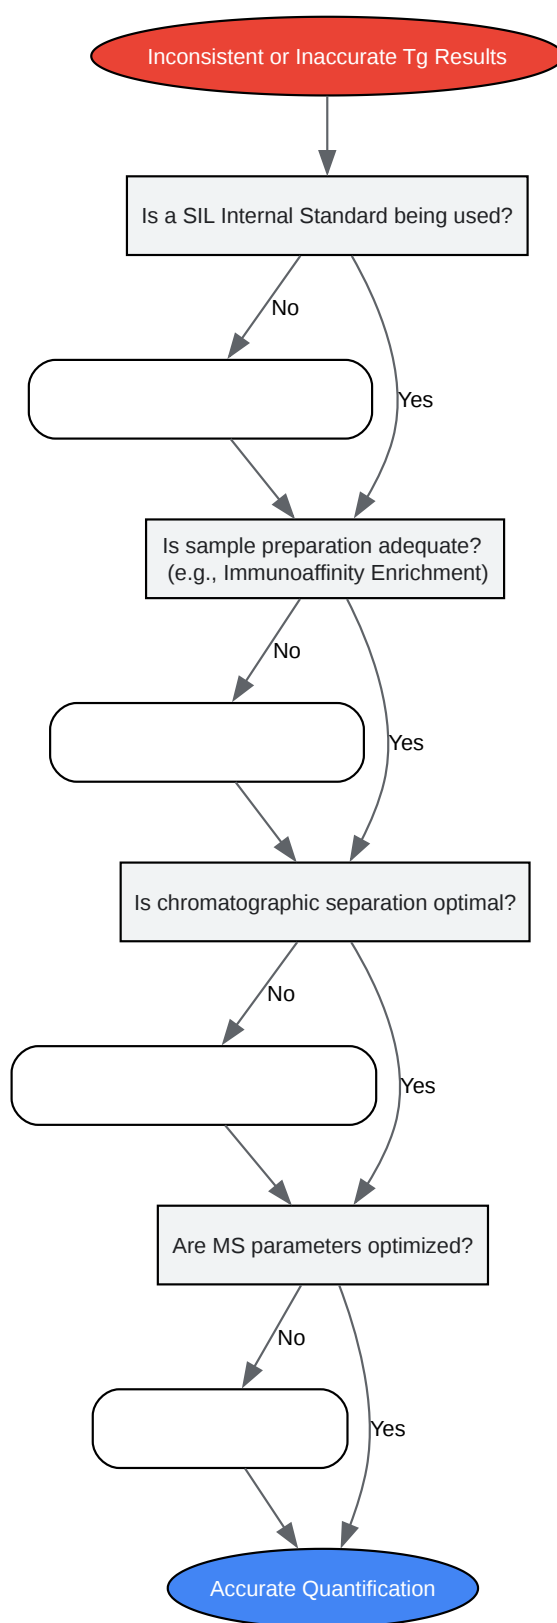 Inconsistent or Inaccurate Tg Results
Is a SIL Internal Standard being used?
No
Yes
Is sample preparation adequate?
(e.g., Immunoaffinity Enrichment)
No
Yes
Is chromatographic separation optimal?
No
Yes
Are MS parameters optimized?
No
Yes
Accurate Quantification